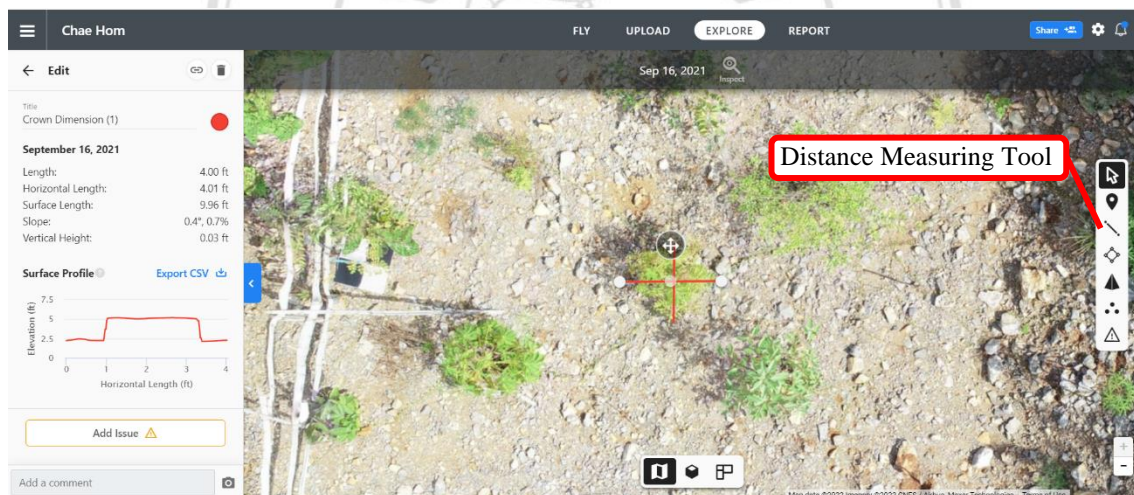 Chae Hom
FLY UPLOAD EXPLORE REPORT
Share
Edit
Sep 16, 2021
Inspect
Title
Crown Dimension (1)
September 16, 2021
Length: 4.00 ft
Horizontal Length: 4.01 ft
Surface Length: 9.96 ft
Slope: 0.4°, 0.7%
Vertical Height: 0.03 ft
Surface Profile Export CSV
Elevation (ft)
7.5
5
2.5
0
0 1 2 3 4
Horizontal Length (ft)
Add Issue
Add a comment
Distance Measuring Tool
+
-